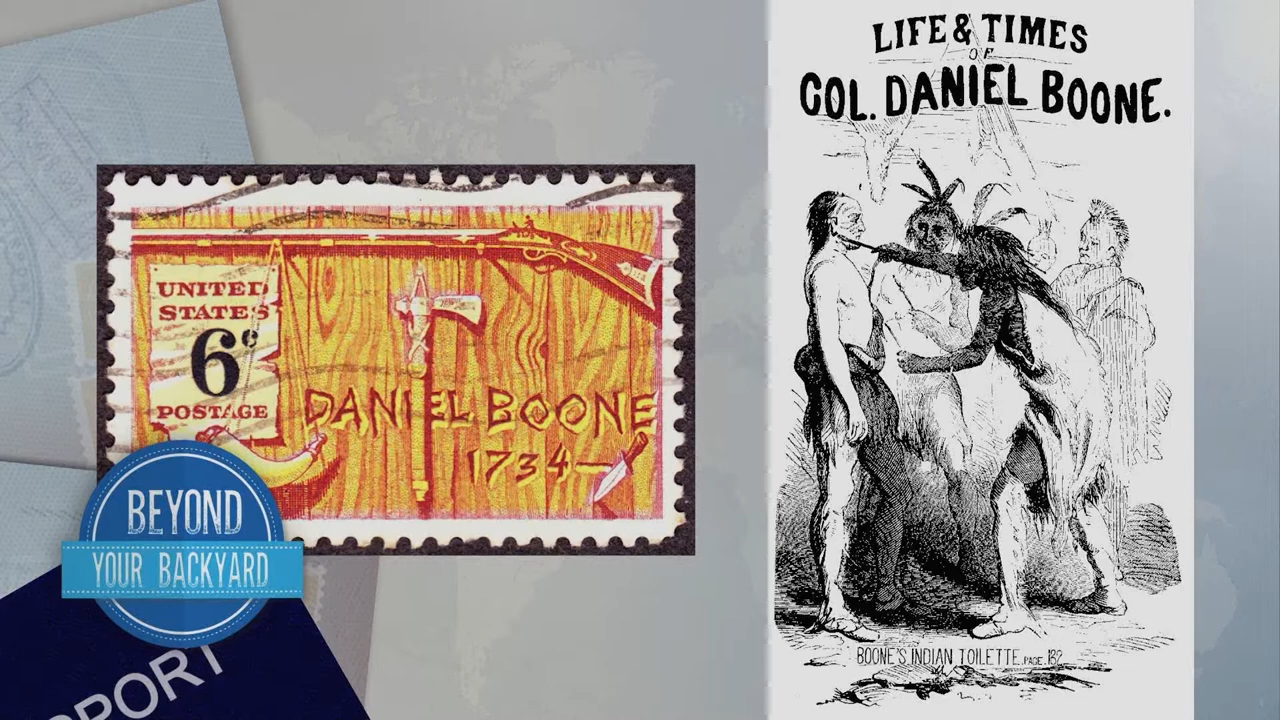 UNITED
STATES
6¢
POSTAGE
DANIEL BOONE
1734–
BEYOND
YOUR BACKYARD
PORT
LIFE & TIMES
OF
COL. DANIEL BOONE.
BOONE'S INDIAN TOILETTE. PAGE. 182